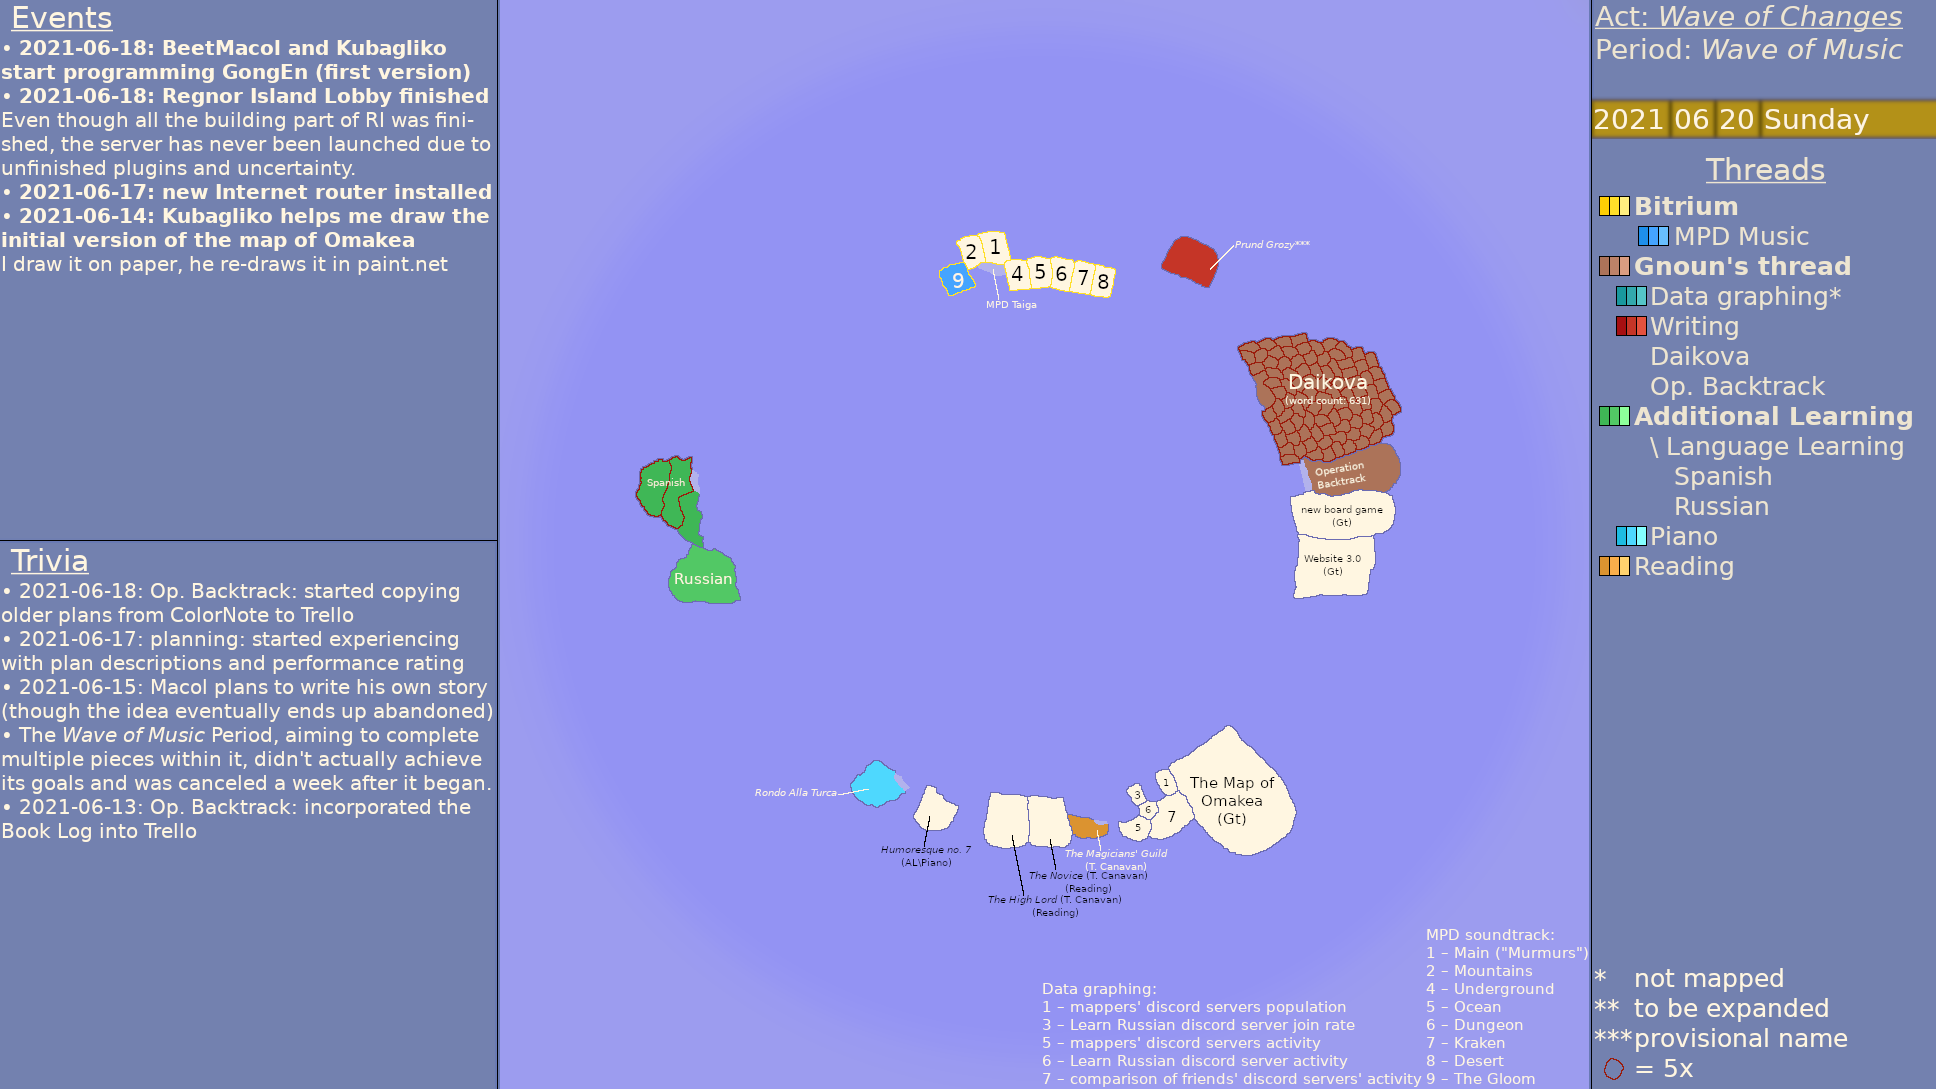 Events
• 2021-06-18: BeetMacol and Kubagliko
start programming GongEn (first version)
• 2021-06-18: Regnor Island Lobby finished
Even though all the building part of RI was fini-
shed, the server has never been launched due to
unfinished plugins and uncertainty.
• 2021-06-17: new Internet router installed
• 2021-06-14: Kubagliko helps me draw the
initial version of the map of Omakea
I draw it on paper, he re-draws it in paint.net
Trivia
• 2021-06-18: Op. Backtrack: started copying
older plans from ColorNote to Trello
• 2021-06-17: planning: started experiencing
with plan descriptions and performance rating
• 2021-06-15: Macol plans to write his own story
(though the idea eventually ends up abandoned)
• The Wave of Music Period, aiming to complete
multiple pieces within it, didn't actually achieve
its goals and was canceled a week after it began.
• 2021-06-13: Op. Backtrack: incorporated the
Book Log into Trello
2 1
9 4 5 6 7 8
MPD Taiga
Prund Grozy***
Daikova
(word count: 631)
Operation
Backtrack
new board game
(Gt)
Website 3.0
(Gt)
Spanish
Russian
Rondo Alla Turca
Humoresque no. 7
(AL\Piano)
The Magicians' Guild
(T. Canavan)
The Novice (T. Canavan)
(Reading)
The High Lord (T. Canavan)
(Reading)
1
3
6
5
7
The Map of
Omakea
(Gt)
Data graphing:
1 – mappers' discord servers population
3 – Learn Russian discord server join rate
5 – mappers' discord servers activity
6 – Learn Russian discord server activity
7 – comparison of friends' discord servers' activity
MPD soundtrack:
1 – Main ("Murmurs")
2 – Mountains
4 – Underground
5 – Ocean
6 – Dungeon
7 – Kraken
8 – Desert
9 – The Gloom
Act: Wave of Changes
Period: Wave of Music
2021 06 20 Sunday
Threads
Bitrium
MPD Music
Gnoun's thread
Data graphing*
Writing
Daikova
Op. Backtrack
Additional Learning
\ Language Learning
Spanish
Russian
Piano
Reading
* not mapped
** to be expanded
*** provisional name
= 5x